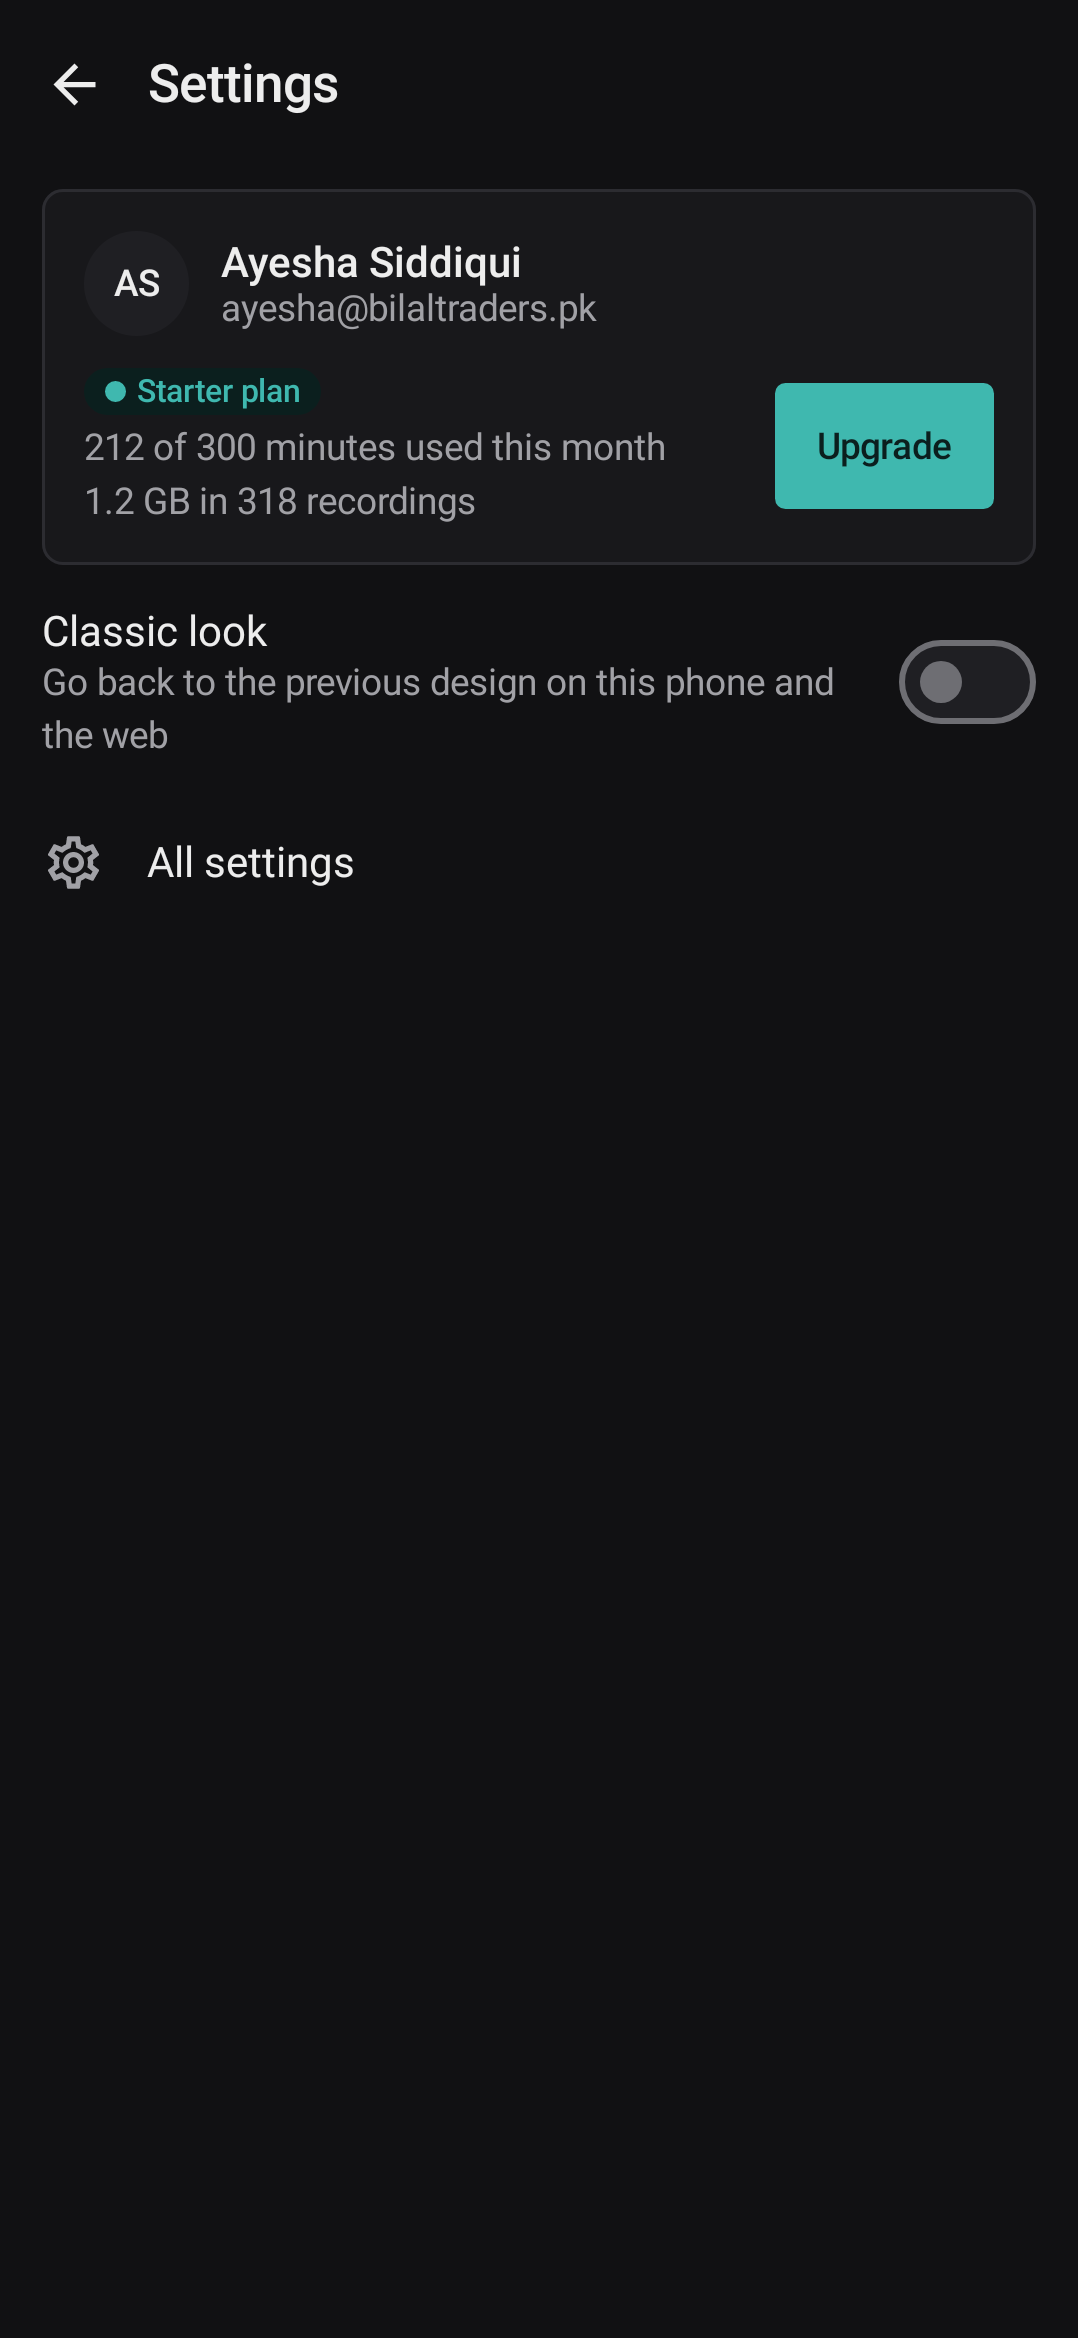 Settings
AS
Ayesha Siddiqui
ayesha@bilaltraders.pk
Starter plan
212 of 300 minutes used this month
1.2 GB in 318 recordings
Upgrade
Classic look
Go back to the previous design on this phone and
the web
All settings